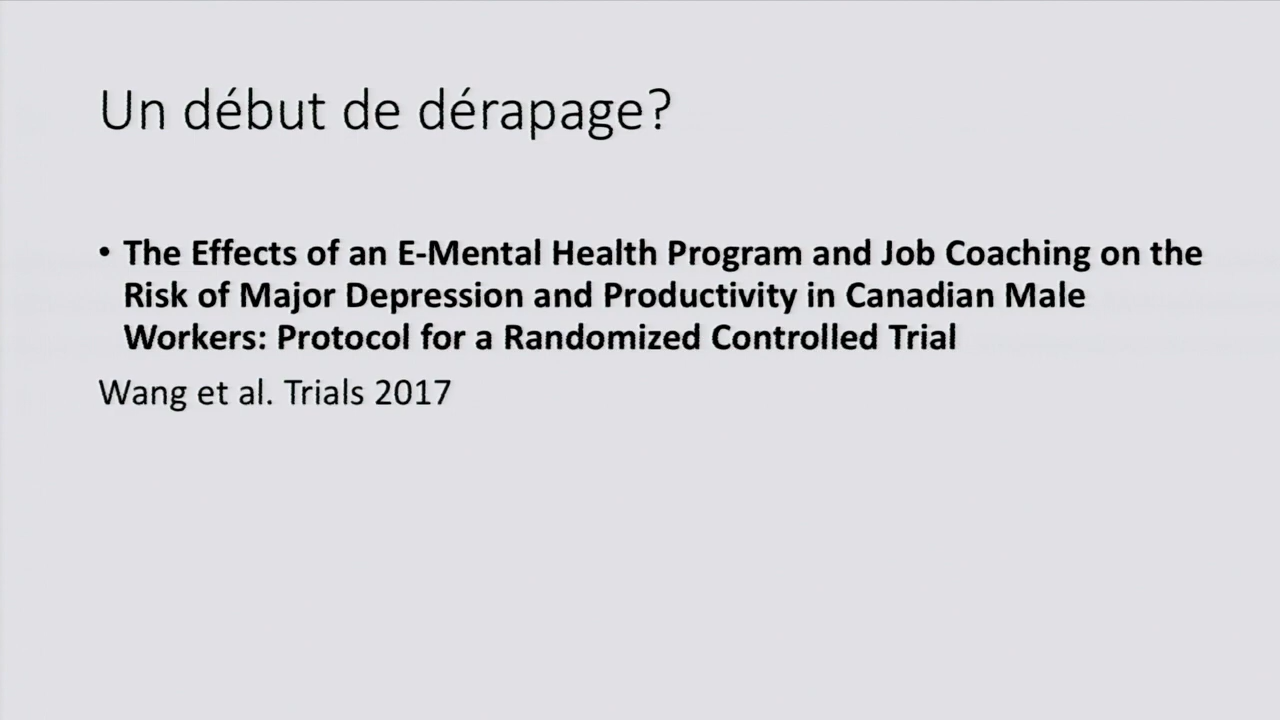 Un début de dérapage?
• The Effects of an E-Mental Health Program and Job Coaching on the
Risk of Major Depression and Productivity in Canadian Male
Workers: Protocol for a Randomized Controlled Trial
Wang et al. Trials 2017